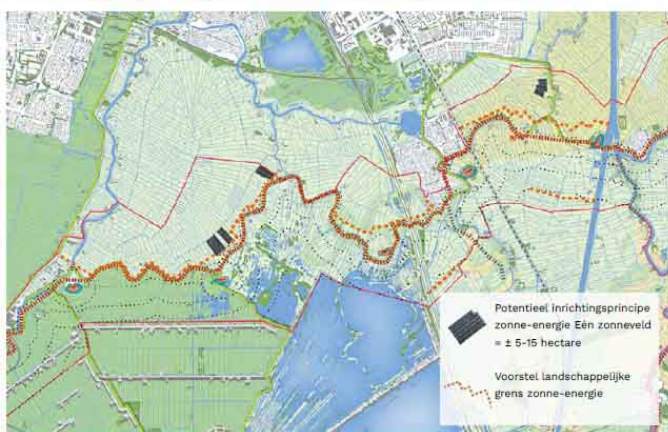 Potentieel inrichtingsprincipe
zonne-energie Eén zonneveld
= ± 5-15 hectare
Voorstel landschappelijke
grens zonne-energie